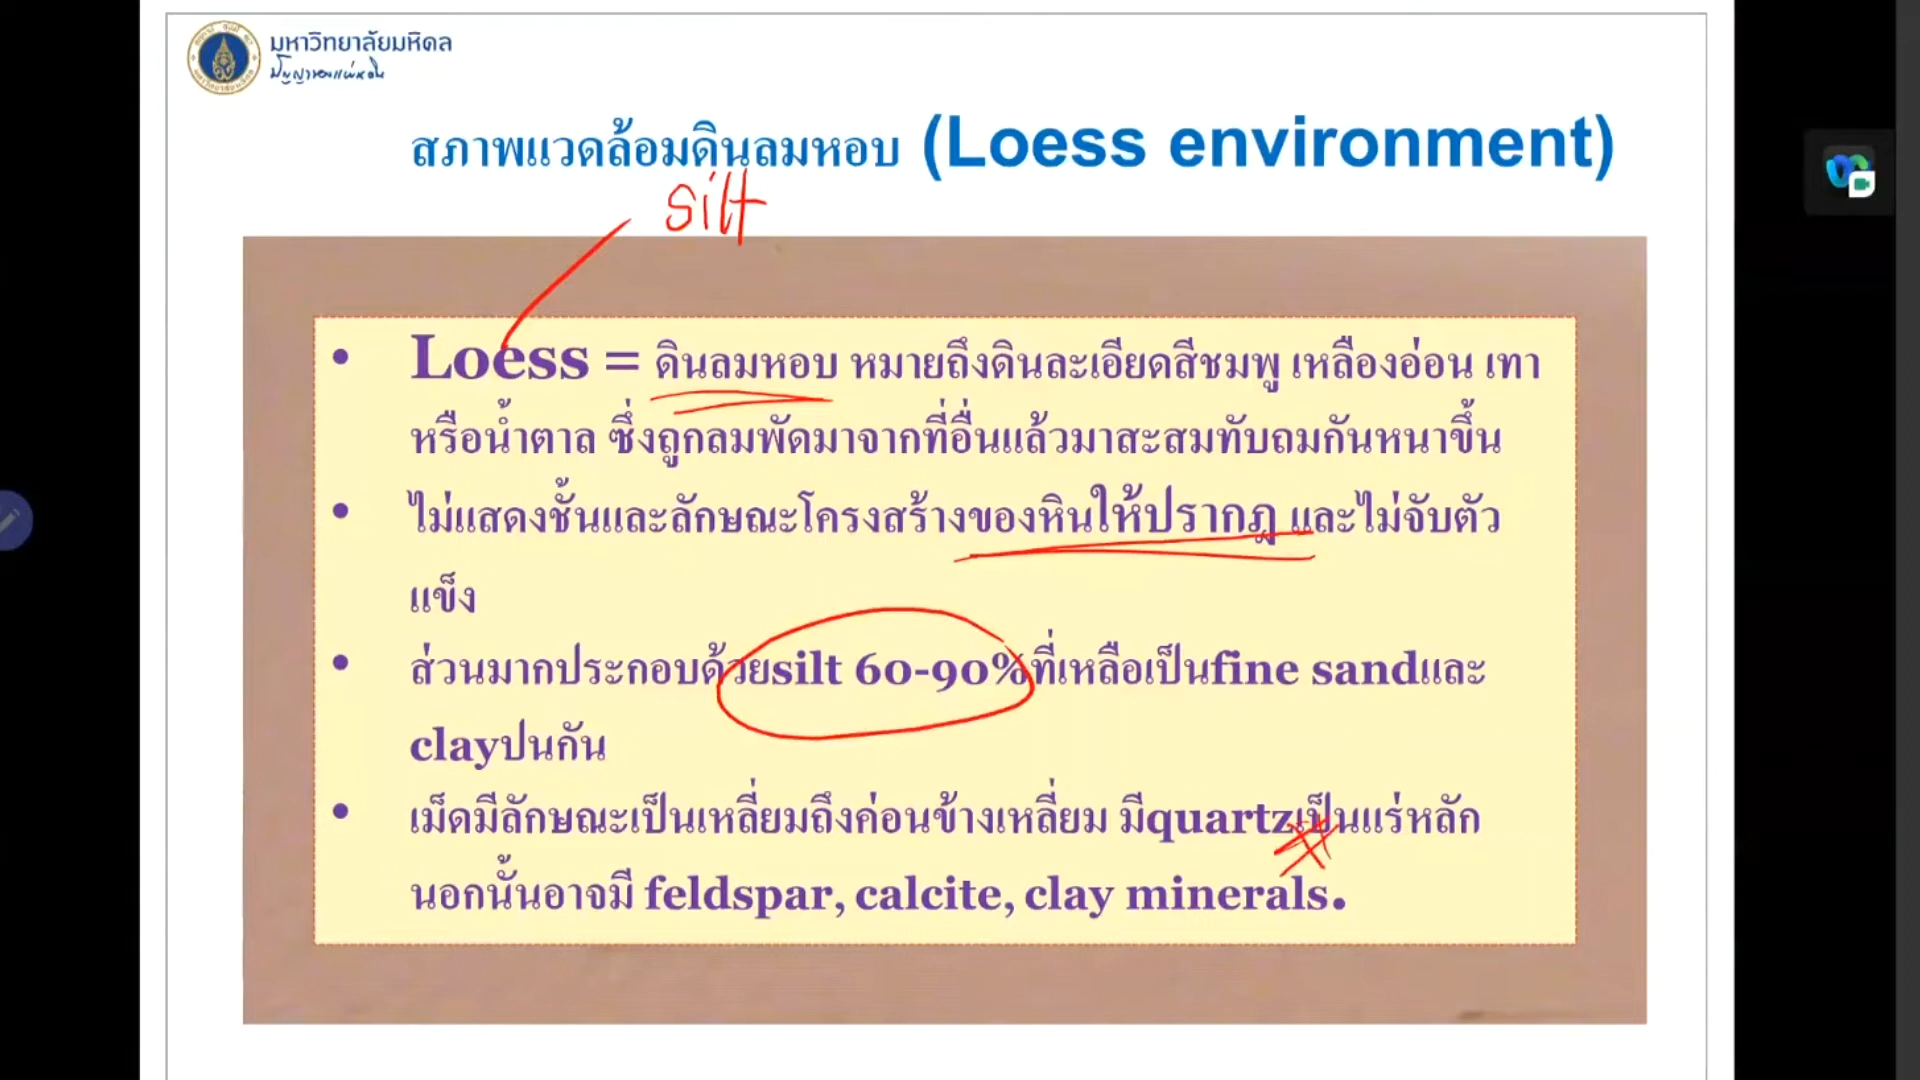 มหาวิทยาลัยมหิดล
ปัญญาของแผ่นดิน
สภาพแวดล้อมดินลมหอบ (Loess environment)
silt
• Loess = ดินลมหอบ หมายถึงดินละเอียดสีชมพู เหลืองอ่อน เทา
หรือน้ำตาล ซึ่งถูกลมพัดมาจากที่อื่นแล้วมาสะสมทับถมกันหนาขึ้น
• ไม่แสดงชั้นและลักษณะโครงสร้างของหินให้ปรากฎ และไม่จับตัว
แข็ง
• ส่วนมากประกอบด้วยsilt 60-90%ที่เหลือเป็นfine sandและ
clayปนกัน
• เม็ดมีลักษณะเป็นเหลี่ยมถึงค่อนข้างเหลี่ยม มีquartzเป็นแร่หลัก
นอกนั้นอาจมี feldspar, calcite, clay minerals.